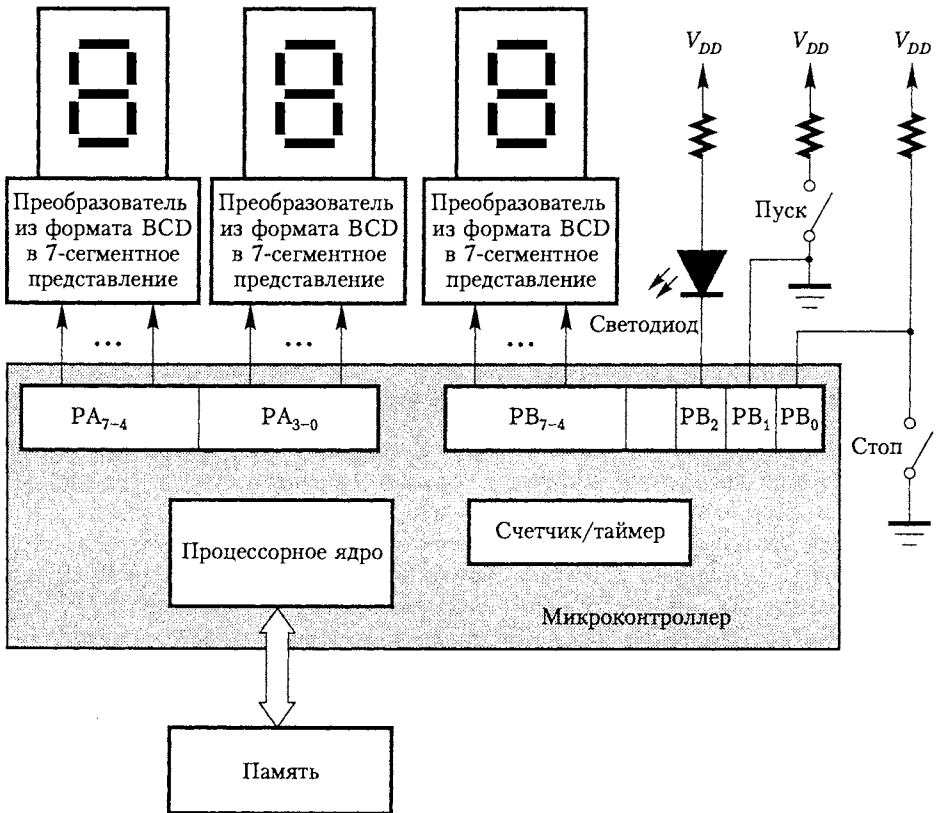 V_DD V_DD V_DD
Преобразователь
из формата BCD
в 7-сегментное
представление
Преобразователь
из формата BCD
в 7-сегментное
представление
Преобразователь
из формата BCD
в 7-сегментное
представление
Пуск
Светодиод
... ... ...
PA₇₋₄ PA₃₋₀ PB₇₋₄ PB₂ PB₁ PB₀
Стоп
Процессорное ядро
Счетчик/таймер
Микроконтроллер
Память